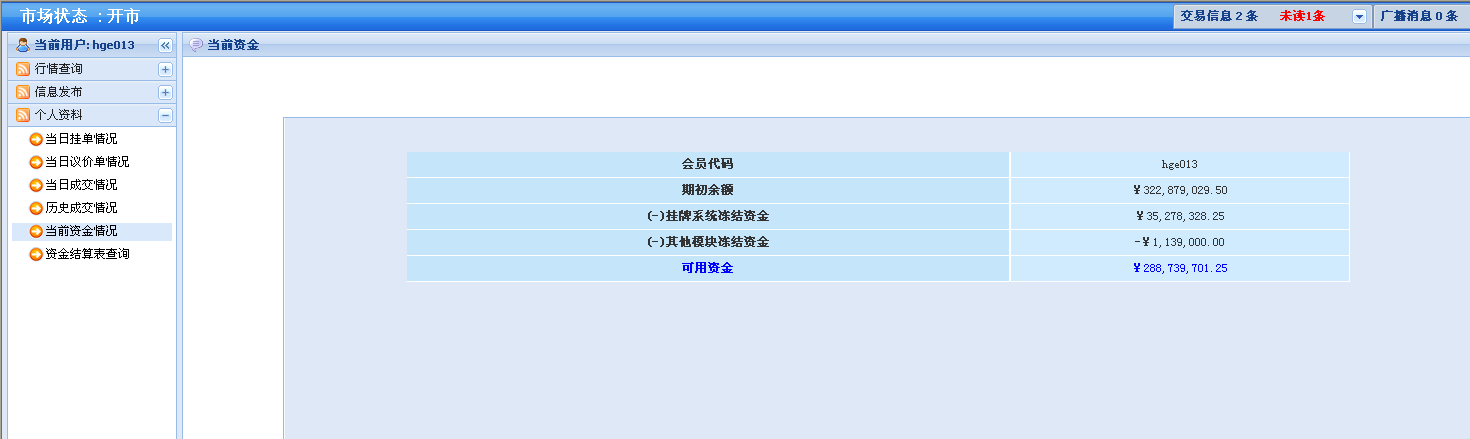 市场状态 ：开市
交易信息 2 条 未读1条 广播消息 0 条
当前用户: hge013
行情查询
信息发布
个人资料
当日挂单情况
当日议价单情况
当日成交情况
历史成交情况
当前资金情况
资金结算表查询
当前资金
会员代码 hge013
期初余额 ￥322,879,029.50
(-)挂牌系统冻结资金 ￥35,278,328.25
(-)其他模块冻结资金 -￥1,139,000.00
可用资金 ￥288,739,701.25